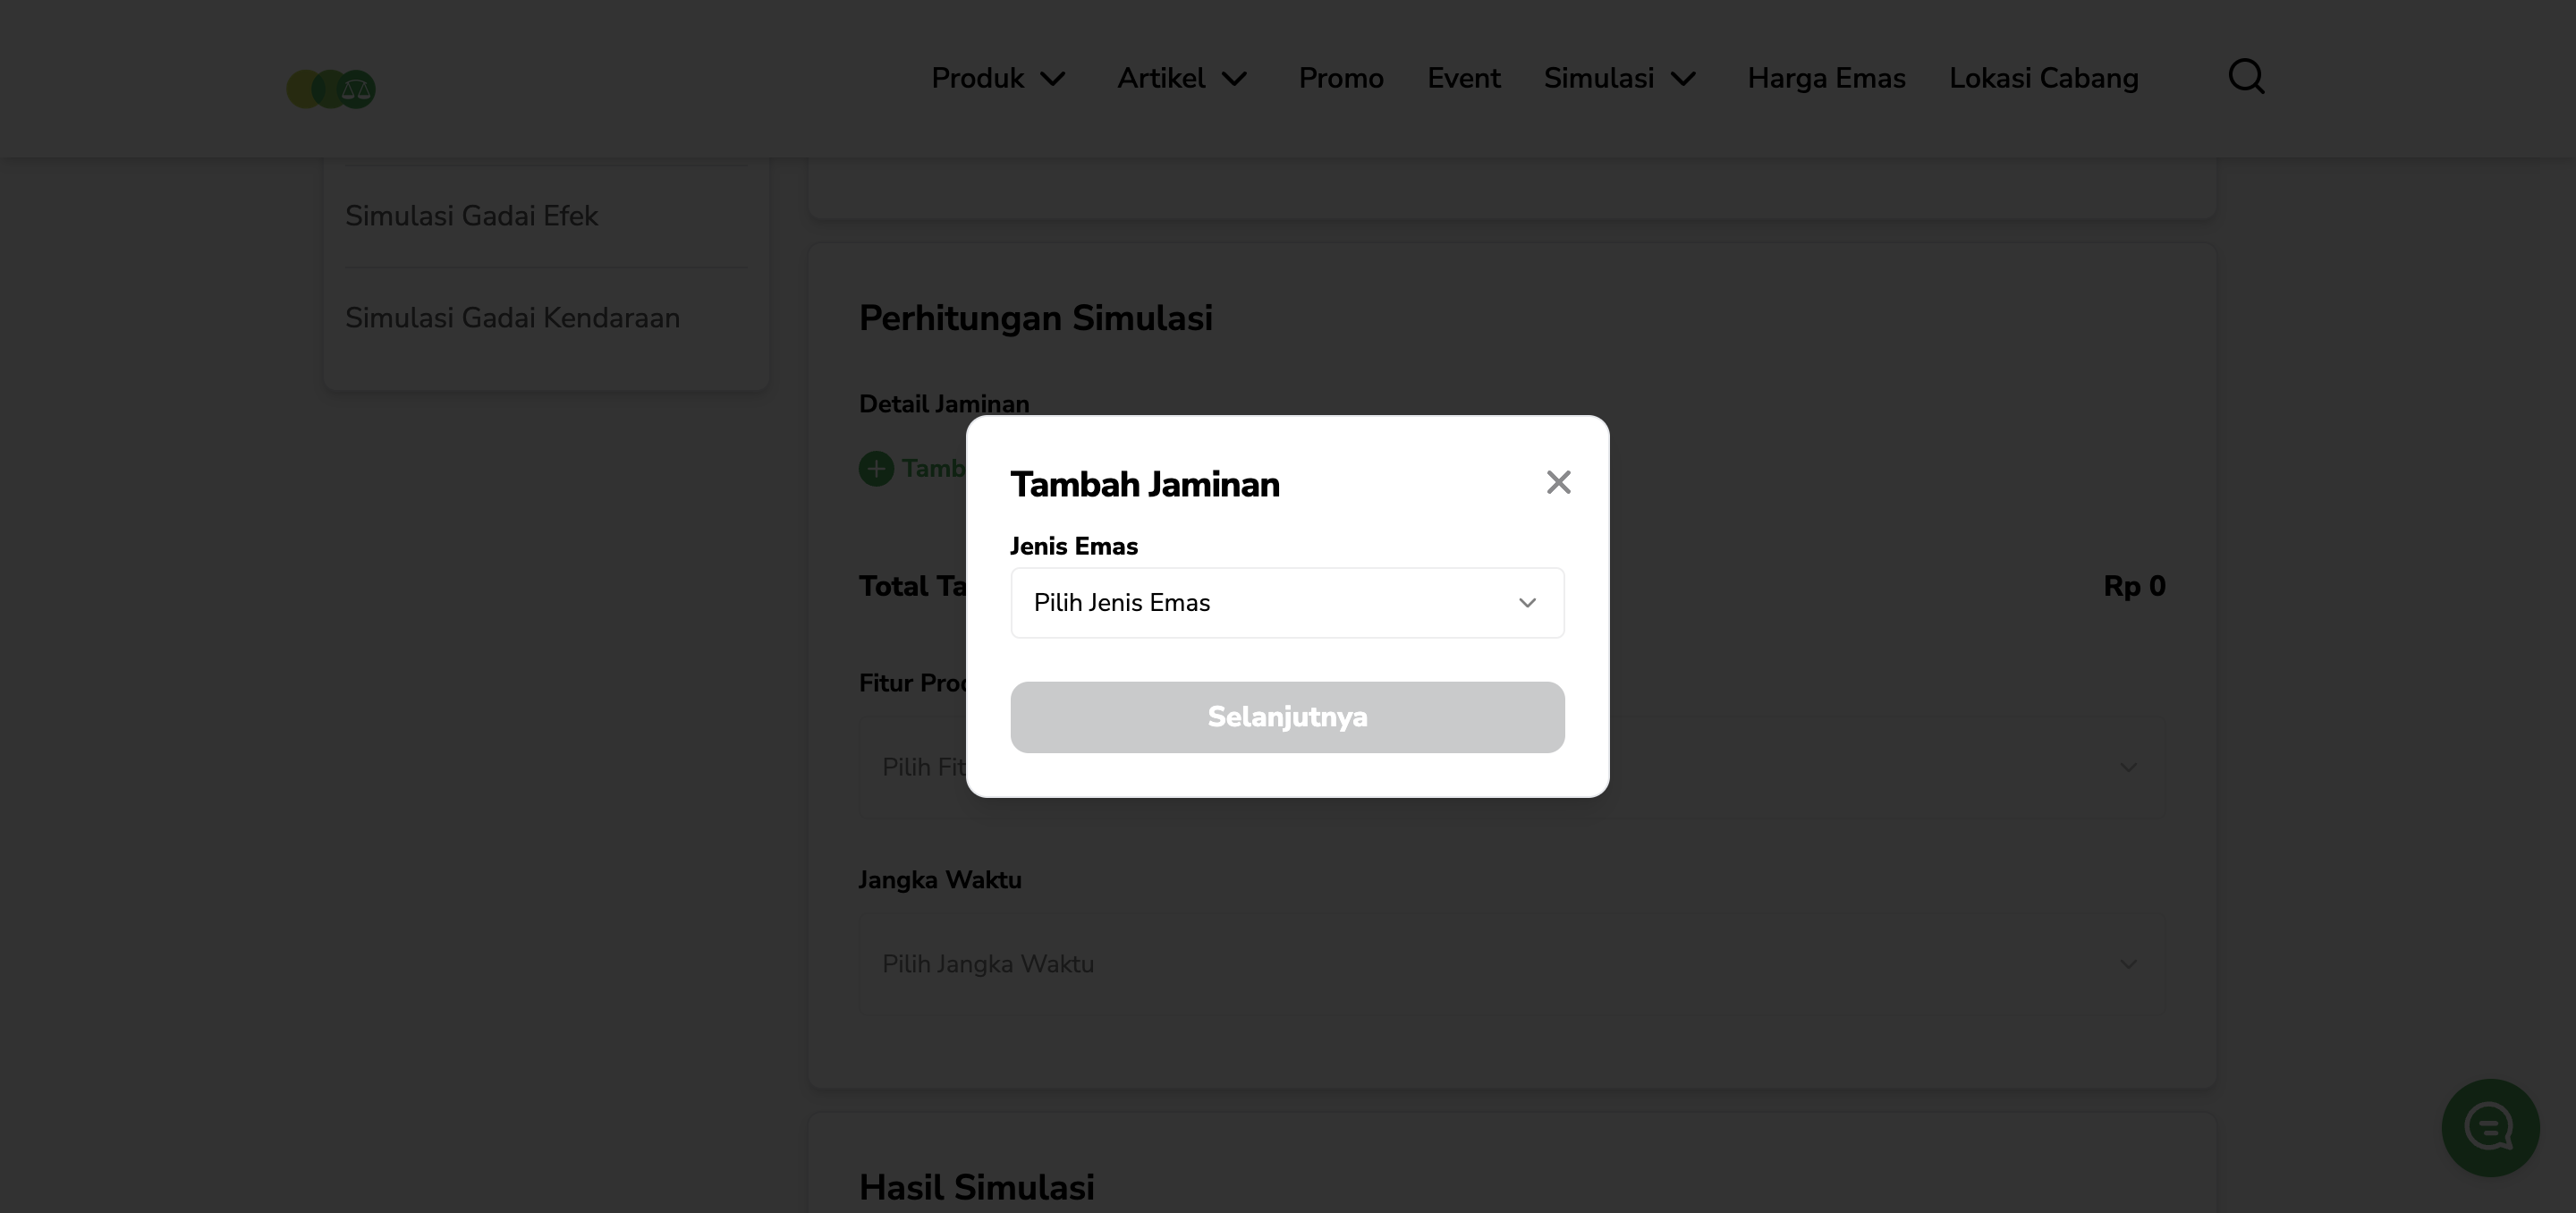 Produk
Artikel
Promo
Event
Simulasi
Harga Emas
Lokasi Cabang
Simulasi Gadai Efek
Simulasi Gadai Kendaraan
Perhitungan Simulasi
Detail Jaminan
Tamb
Tambah Jaminan
Jenis Emas
Pilih Jenis Emas
Selanjutnya
Total Ta
Rp 0
Fitur Prod
Pilih Fit
Jangka Waktu
Pilih Jangka Waktu
Hasil Simulasi